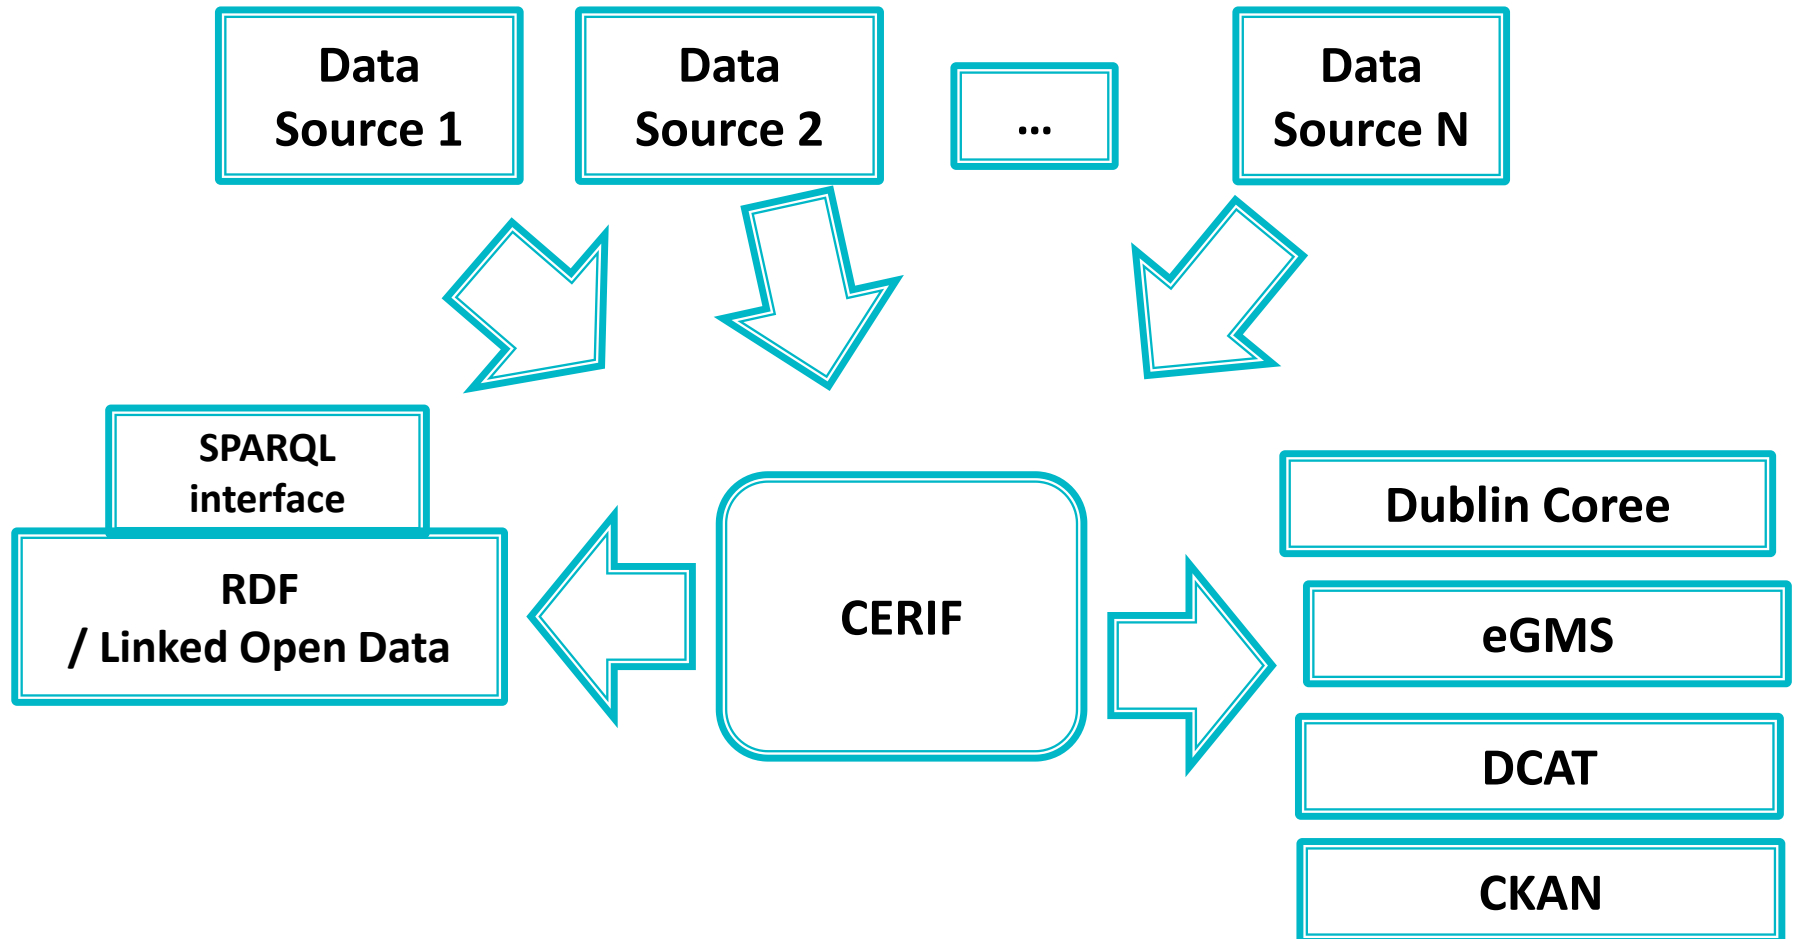 Data
Source 1
Data
Source 2
...
Data
Source N
SPARQL
interface
RDF
/ Linked Open Data
CERIF
Dublin Coree
eGMS
DCAT
CKAN